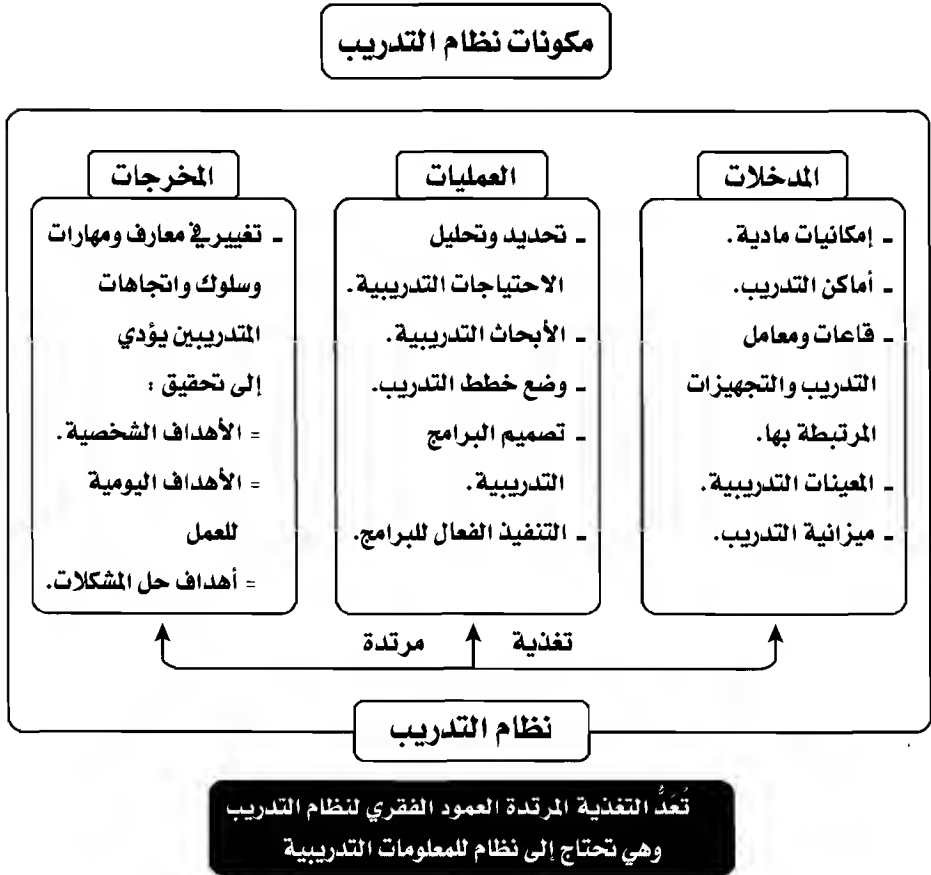 مكونات نظام التدريب
المدخلات
ـ إمكانيات مادية.
ـ أماكن التدريب.
ـ قاعات ومعامل
التدريب والتجهيزات
المرتبطة بها.
ـ المعينات التدريبية.
ـ ميزانية التدريب.
العمليات
ـ تحديد وتحليل
الاحتياجات التدريبية.
ـ الأبحاث التدريبية.
ـ وضع خطط التدريب.
ـ تصميم البرامج
التدريبية.
ـ التنفيذ الفعال للبرامج.
المخرجات
ـ تغيير في معارف ومهارات
وسلوك واتجاهات
المتدريبين يؤدي
إلى تحقيق :
= الأهداف الشخصية.
= الأهداف اليومية
للعمل
= أهداف حل المشكلات.
تغذية مرتدة
نظام التدريب
تُعَدُّ التغذية المرتدة العمود الفقري لنظام التدريب
وهي تحتاج إلى نظام للمعلومات التدريبية